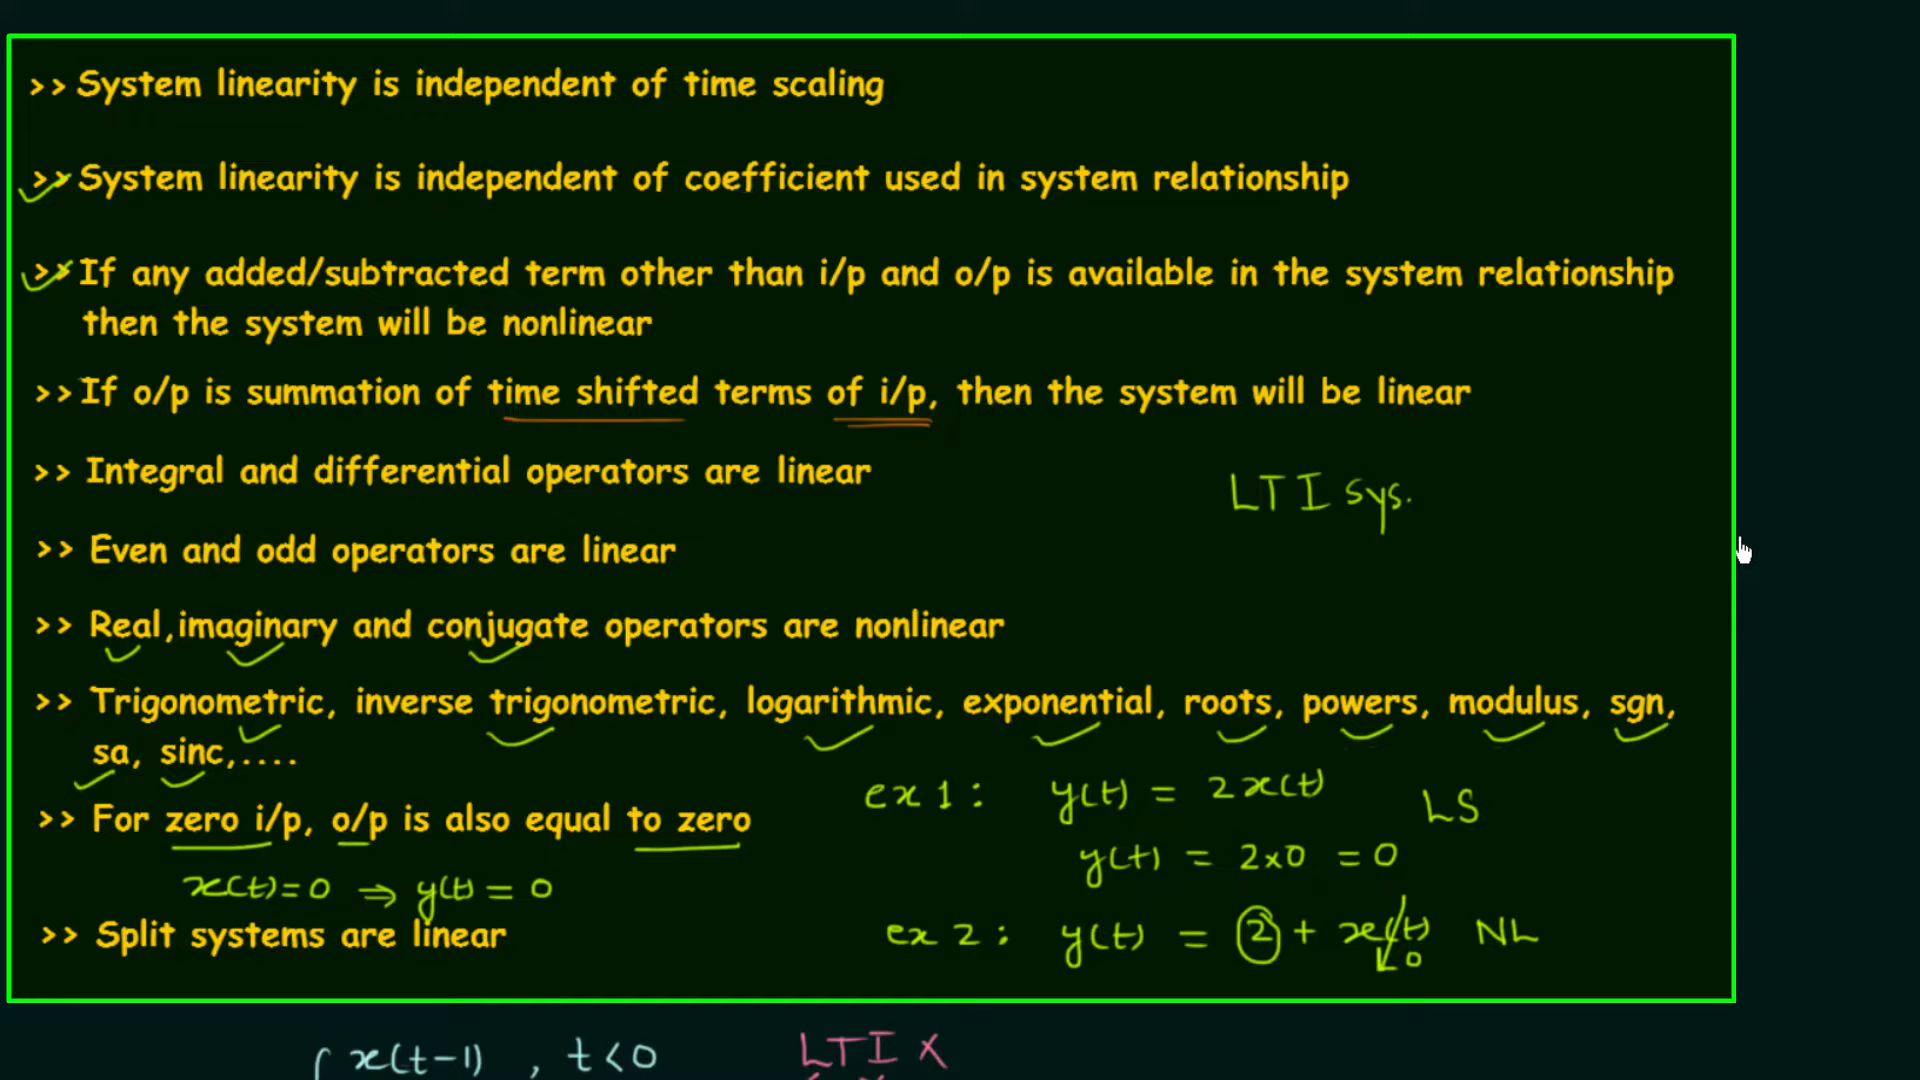 >> System linearity is independent of time scaling
>> System linearity is independent of coefficient used in system relationship
>> If any added/subtracted term other than i/p and o/p is available in the system relationship
then the system will be nonlinear
>> If o/p is summation of time shifted terms of i/p, then the system will be linear
>> Integral and differential operators are linear
LTI sys.
>> Even and odd operators are linear
>> Real,imaginary and conjugate operators are nonlinear
>> Trigonometric, inverse trigonometric, logarithmic, exponential, roots, powers, modulus, sgn,
sa, sinc,....
ex 1 : y(t) = 2x(t) LS
>> For zero i/p, o/p is also equal to zero
y(t) = 2x0 = 0
x(t)=0 ⇒ y(t) = 0
ex 2 : y(t) = 2 + x(t) NL
0
>> Split systems are linear
x(t-1) , t<0 LTI X